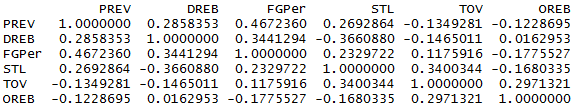 PREV DREB FGPer STL TOV OREB
PREV 1.0000000 0.2858353 0.4672360 0.2692864 -0.1349281 -0.1228695
DREB 0.2858353 1.0000000 0.3441294 -0.3660880 -0.1465011 0.0162953
FGPer 0.4672360 0.3441294 1.0000000 0.2329722 0.1175916 -0.1775527
STL 0.2692864 -0.3660880 0.2329722 1.0000000 0.3400344 -0.1680335
TOV -0.1349281 -0.1465011 0.1175916 0.3400344 1.0000000 0.2971321
OREB -0.1228695 0.0162953 -0.1775527 -0.1680335 0.2971321 1.0000000